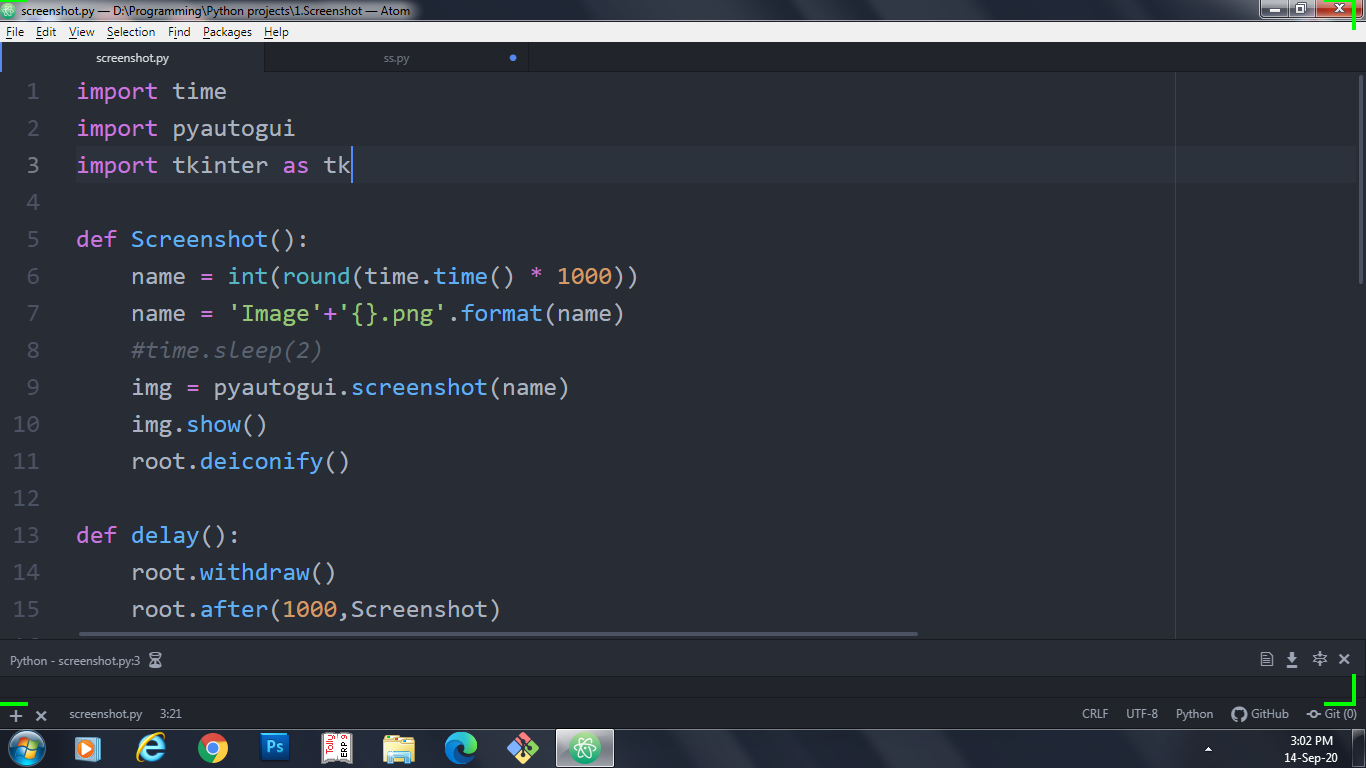 screenshot.py — D:\Programming\Python projects\1.Screenshot — Atom
File Edit View Selection Find Packages Help
screenshot.py ss.py
1 import time
2 import pyautogui
3 import tkinter as tk
4
5 def Screenshot():
6     name = int(round(time.time() * 1000))
7     name = 'Image'+'{}.png'.format(name)
8     #time.sleep(2)
9     img = pyautogui.screenshot(name)
10     img.show()
11     root.deiconify()
12
13 def delay():
14     root.withdraw()
15     root.after(1000,Screenshot)
Python - screenshot.py:3
screenshot.py 3:21 CRLF UTF-8 Python GitHub Git (0)
Ps Tally ERP 9
3:02 PM
14-Sep-20